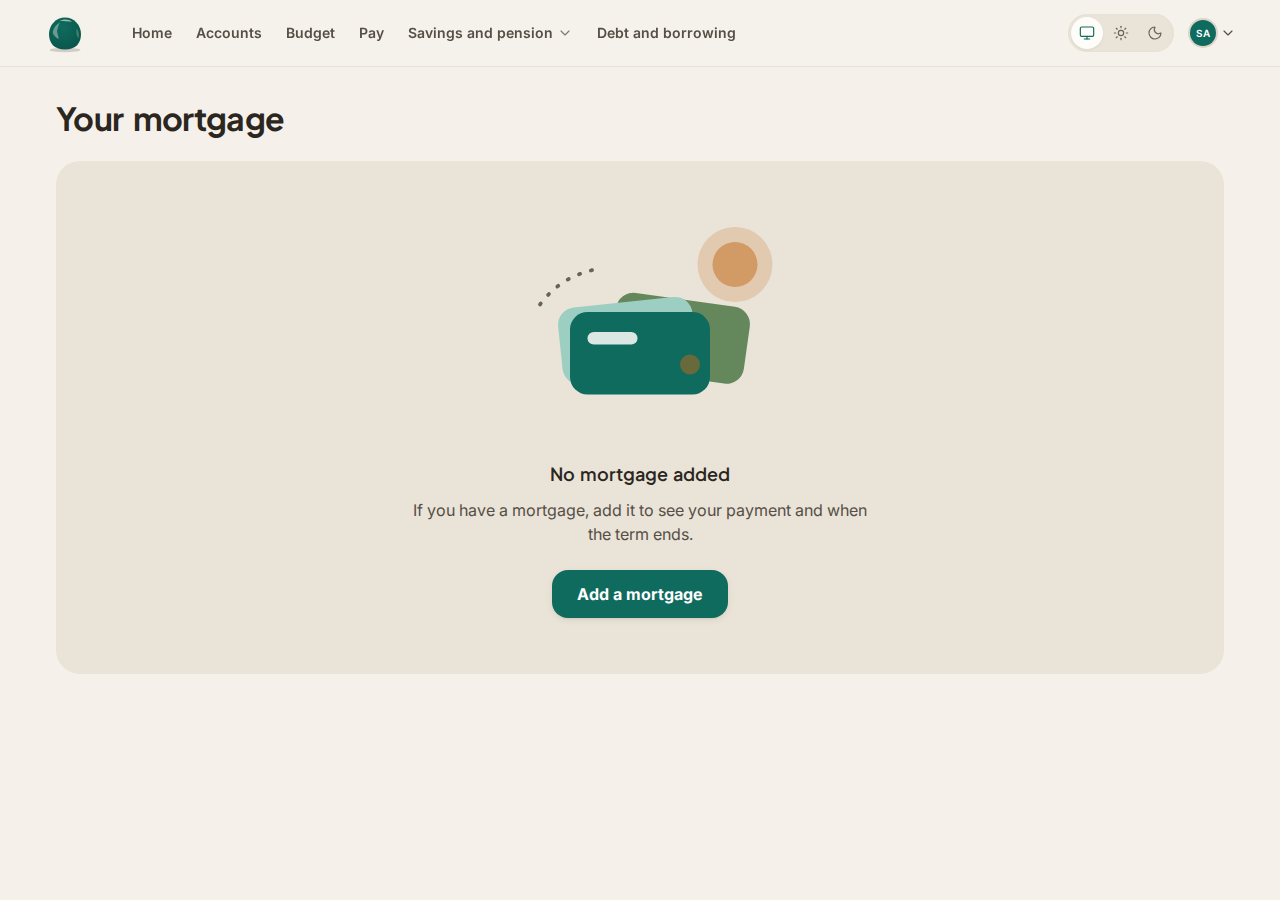 Home Accounts Budget Pay Savings and pension Debt and borrowing SA
Your mortgage
No mortgage added
If you have a mortgage, add it to see your payment and when
the term ends.
Add a mortgage